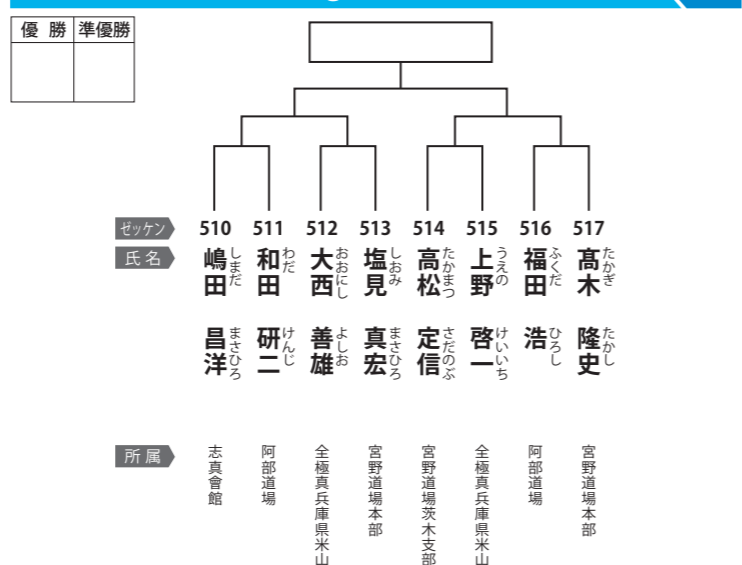 優勝 準優勝
ゼッケン 510 511 512 513 514 515 516 517
氏名
嶋田 昌洋 しまだ まさひろ
和田 研二 わだ けんじ
大西 善雄 おおにし よしお
塩見 真宏 しおみ まさひろ
高松 定信 たかまつ さだのぶ
上野 啓一 うえの けいいち
福田 浩 ふくだ ひろし
髙木 隆史 たかぎ たかし
所属
志真會館
阿部道場
全極真兵庫県米山
宮野道場本部
宮野道場茨木支部
全極真兵庫県米山
阿部道場
宮野道場本部